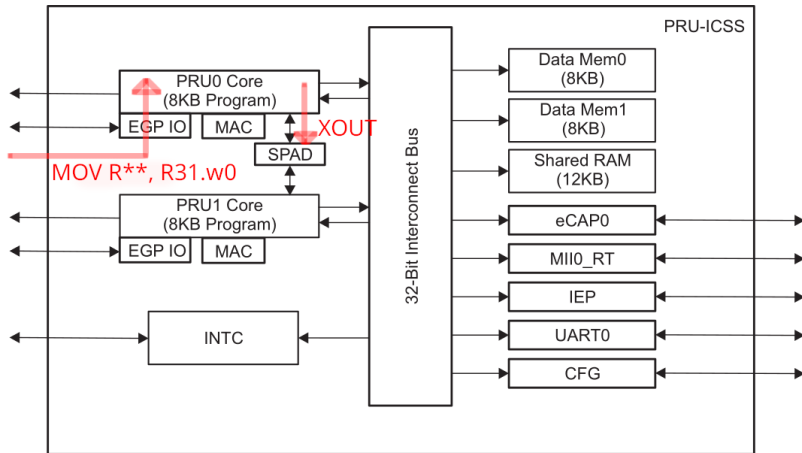 PRU-ICSS
PRU0 Core
(8KB Program)
EGP IO
MAC
XOUT
SPAD
MOV R**, R31.w0
PRU1 Core
(8KB Program)
EGP IO
MAC
INTC
32-Bit Interconnect Bus
Data Mem0
(8KB)
Data Mem1
(8KB)
Shared RAM
(12KB)
eCAP0
MII0_RT
IEP
UART0
CFG